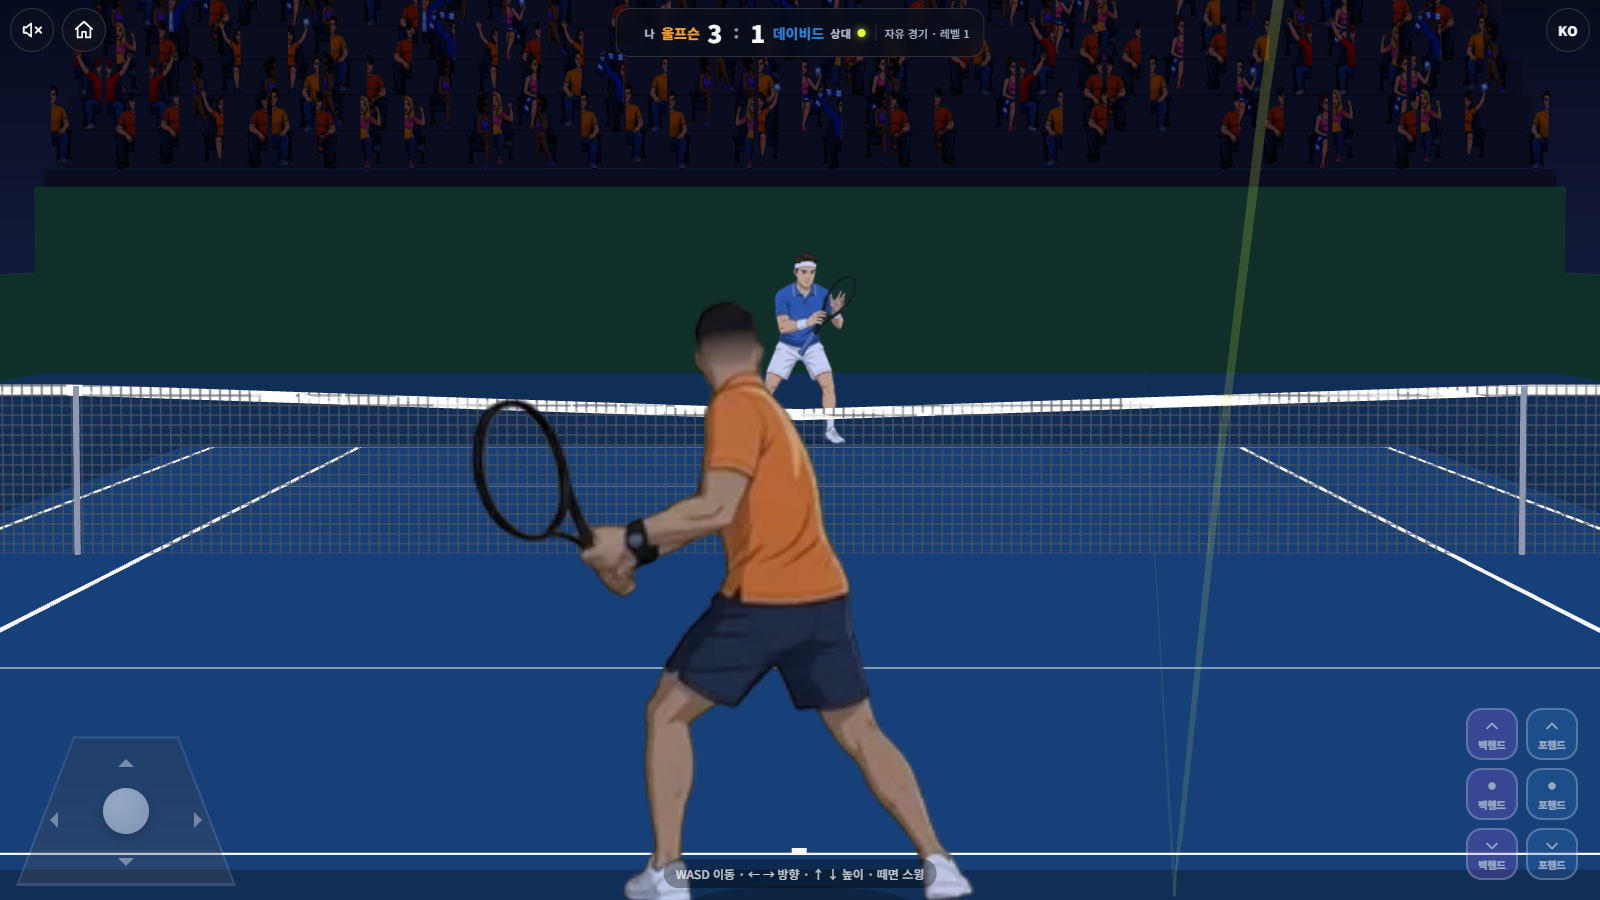 나 울프슨 3 : 1 데이비드 상대 자유 경기 · 레벨 1
KO
백핸드 포핸드
백핸드 포핸드
백핸드 포핸드
WASD 이동 · ←→ 방향 · ↑↓ 높이 · 떼면 스윙